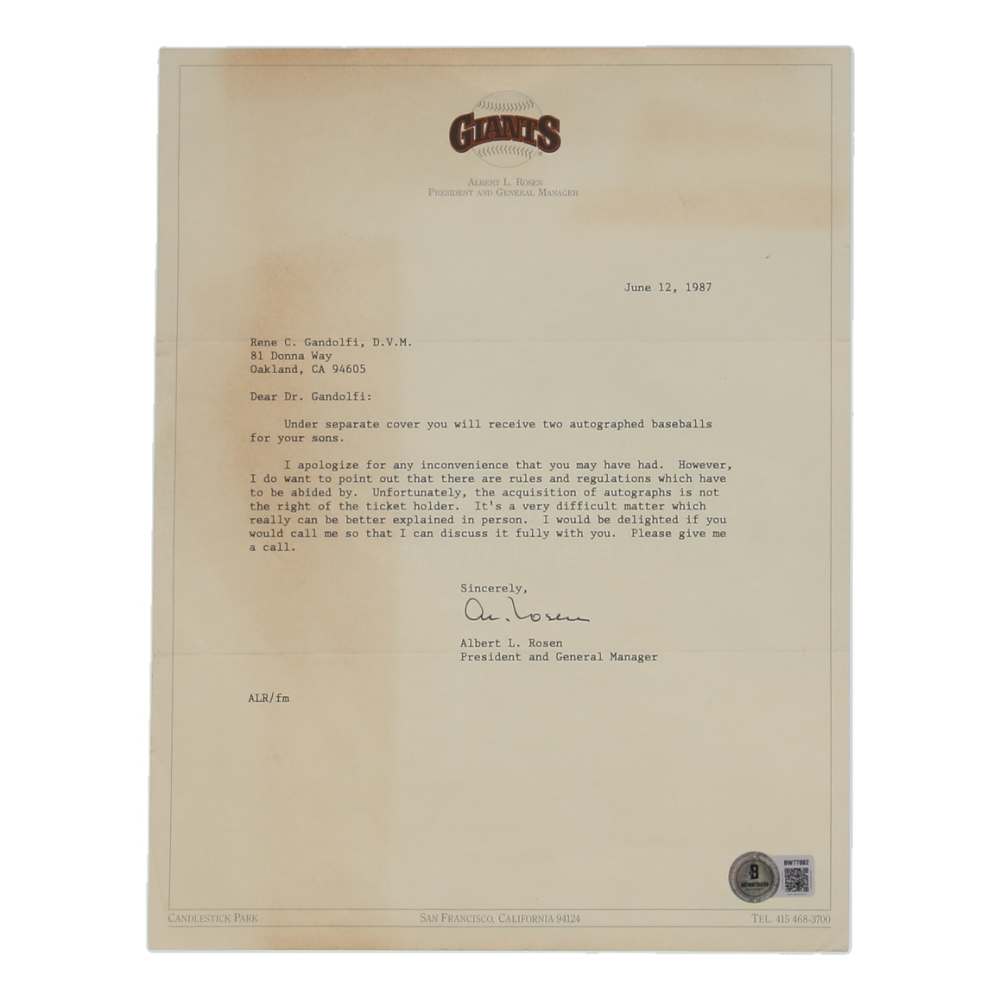 GIANTS
ALBERT L. ROSEN
PRESIDENT AND GENERAL MANAGER
June 12, 1987
Rene C. Gandolfi, D.V.M.
81 Donna Way
Oakland, CA 94605
Dear Dr. Gandolfi:
Under separate cover you will receive two autographed baseballs
for your sons.
I apologize for any inconvenience that you may have had. However,
I do want to point out that there are rules and regulations which have
to be abided by. Unfortunately, the acquisition of autographs is not
the right of the ticket holder. It's a very difficult matter which
really can be better explained in person. I would be delighted if you
would call me so that I can discuss it fully with you. Please give me
a call.
Sincerely,
Al Rosen
Albert L. Rosen
President and General Manager
ALR/fm
B
BW77982
CANDLESTICK PARK
SAN FRANCISCO, CALIFORNIA 94124
TEL. 415 468-3700